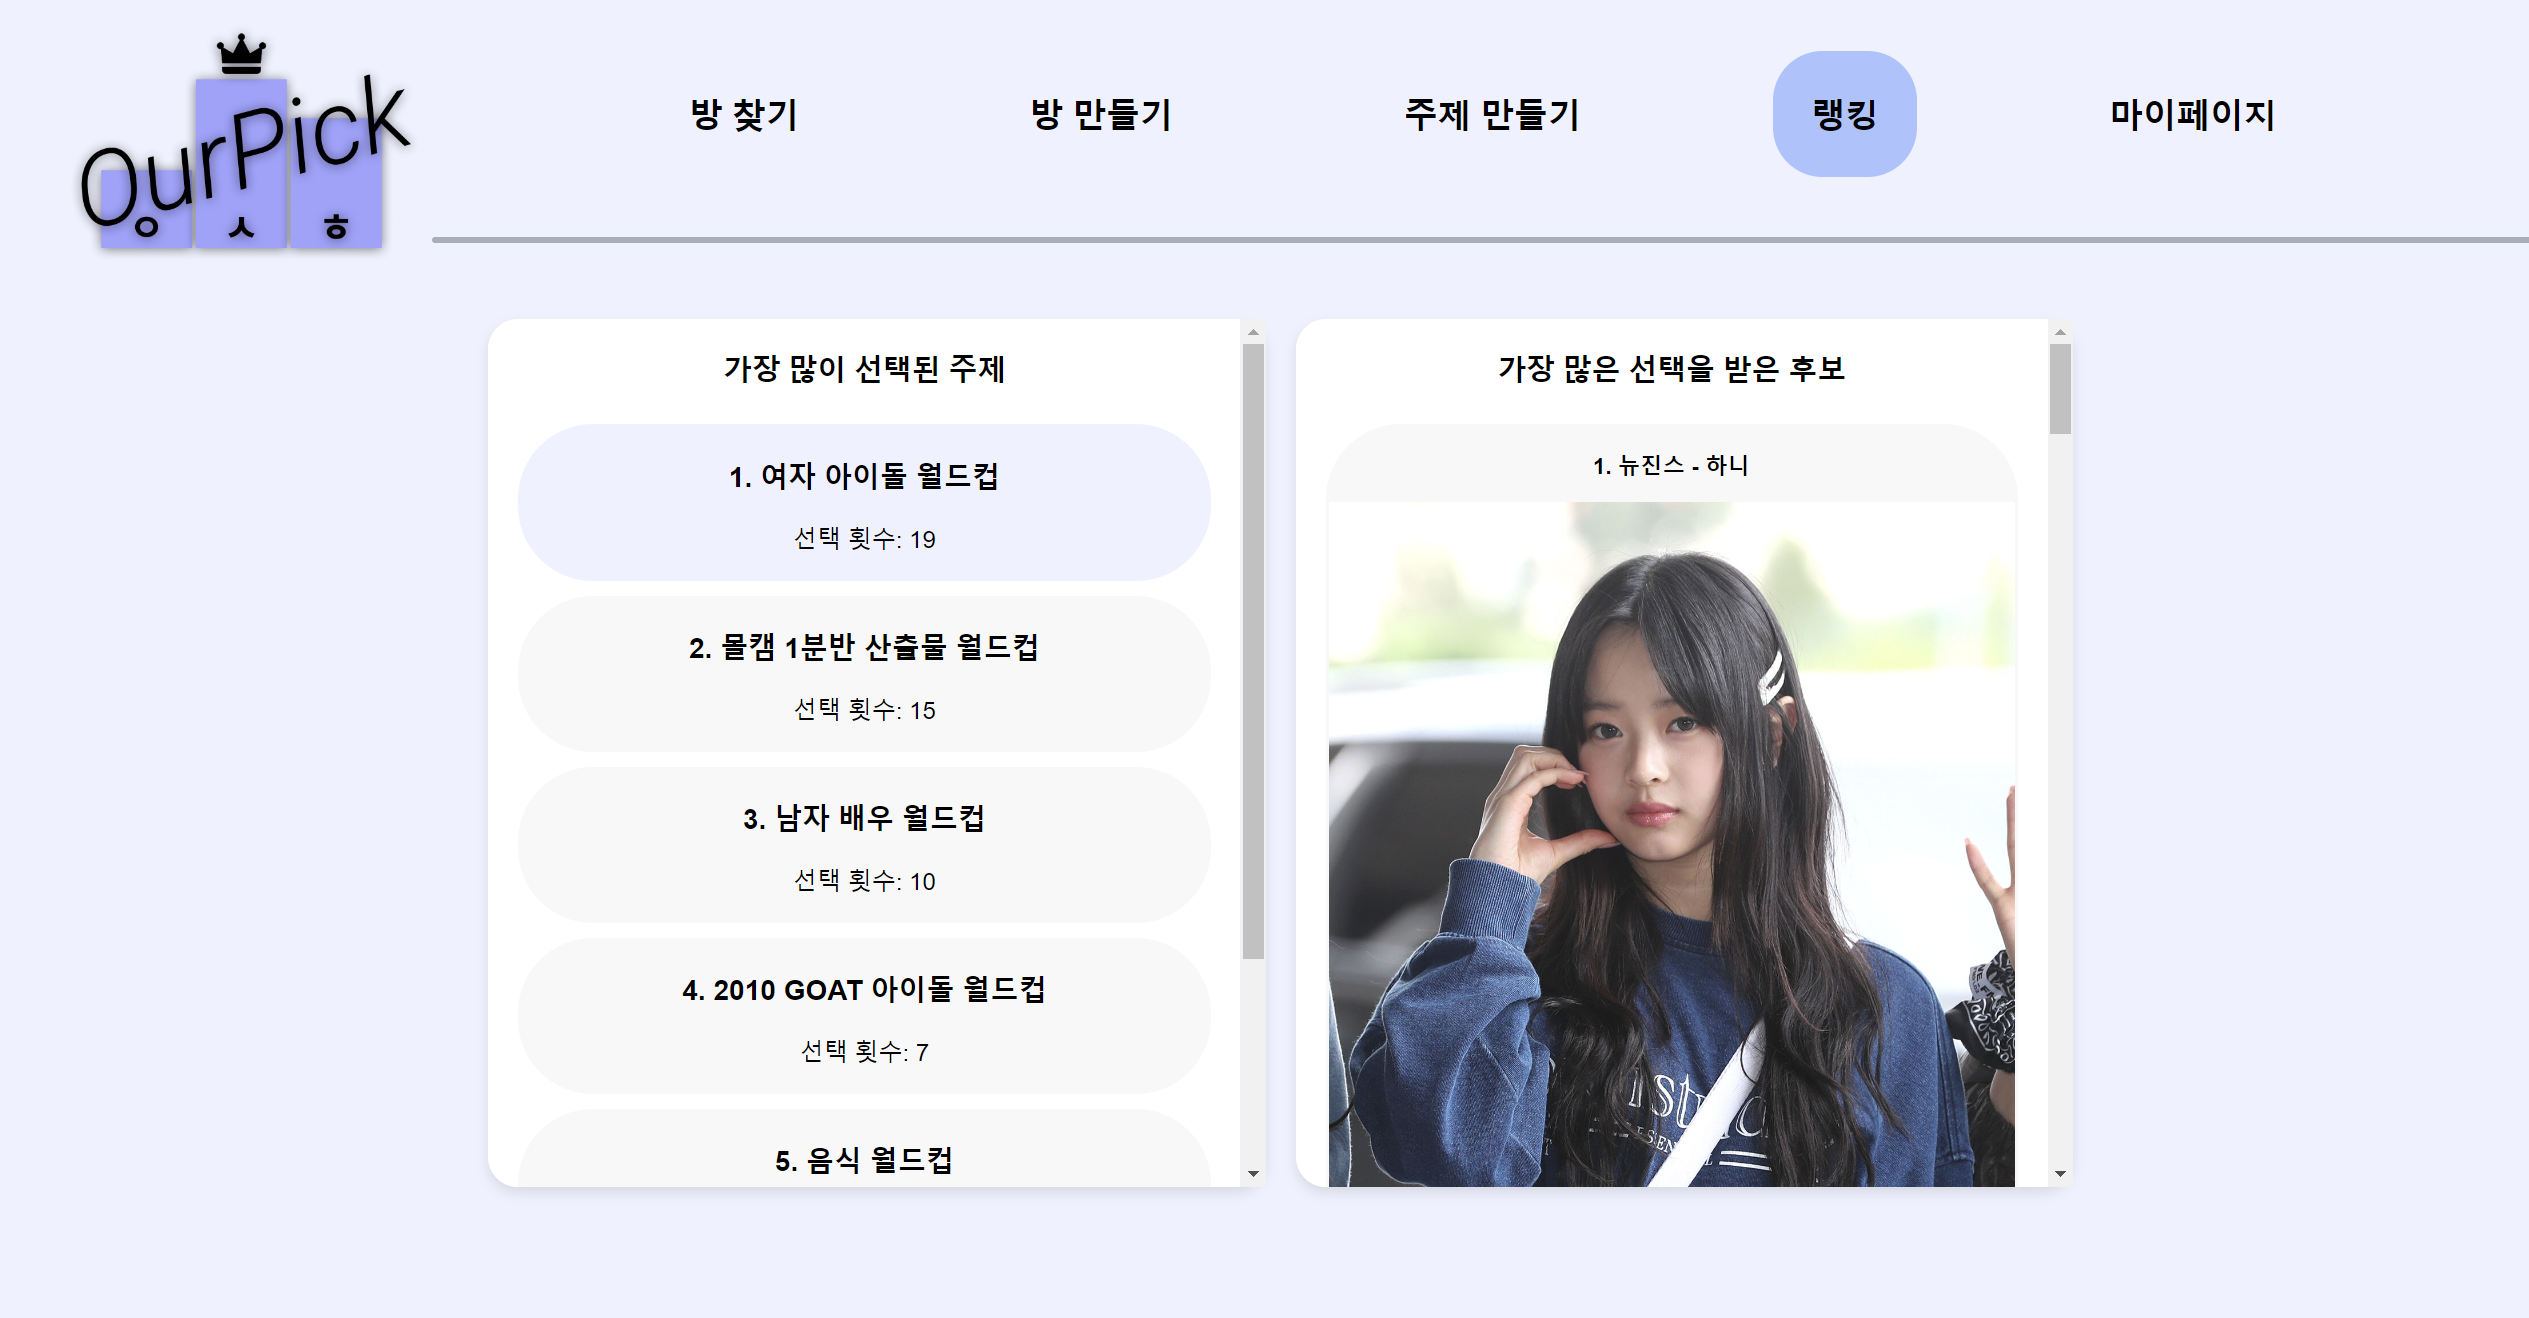 OurPick
ㅇ ㅅ ㅎ
방 찾기
방 만들기
주제 만들기
랭킹
마이페이지
가장 많이 선택된 주제
1. 여자 아이돌 월드컵
선택 횟수: 19
2. 몰캠 1분반 산출물 월드컵
선택 횟수: 15
3. 남자 배우 월드컵
선택 횟수: 10
4. 2010 GOAT 아이돌 월드컵
선택 횟수: 7
5. 음식 월드컵
가장 많은 선택을 받은 후보
1. 뉴진스 - 하니